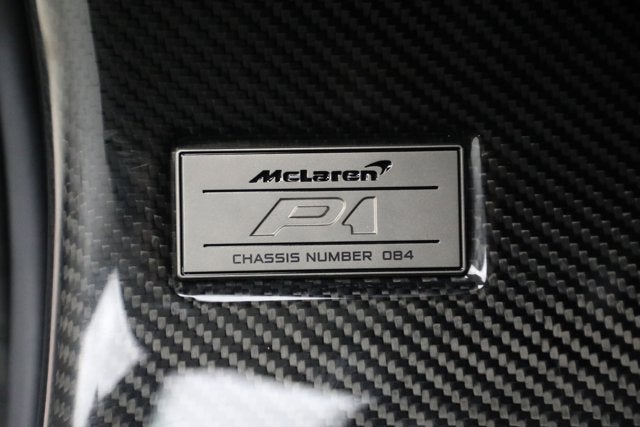 McLaren
P1
CHASSIS NUMBER 084